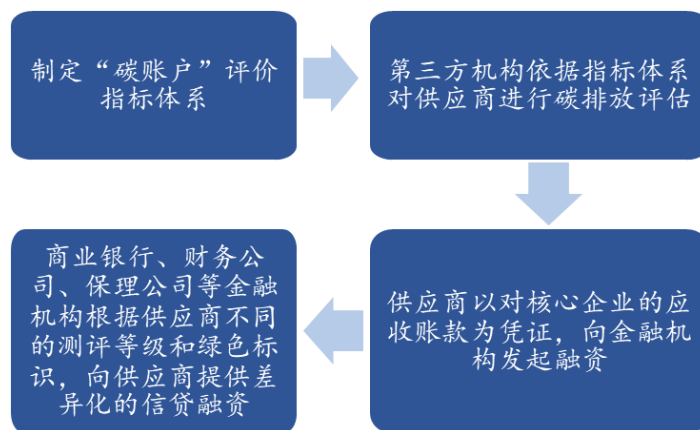 制定“碳账户”评价
指标体系
第三方机构依据指标体系
对供应商进行碳排放评估
供应商以对核心企业的应
收账款为凭证，向金融机
构发起融资
商业银行、财务公
司、保理公司等金融
机构根据供应商不同
的测评等级和绿色标
识，向供应商提供差
异化的信贷融资